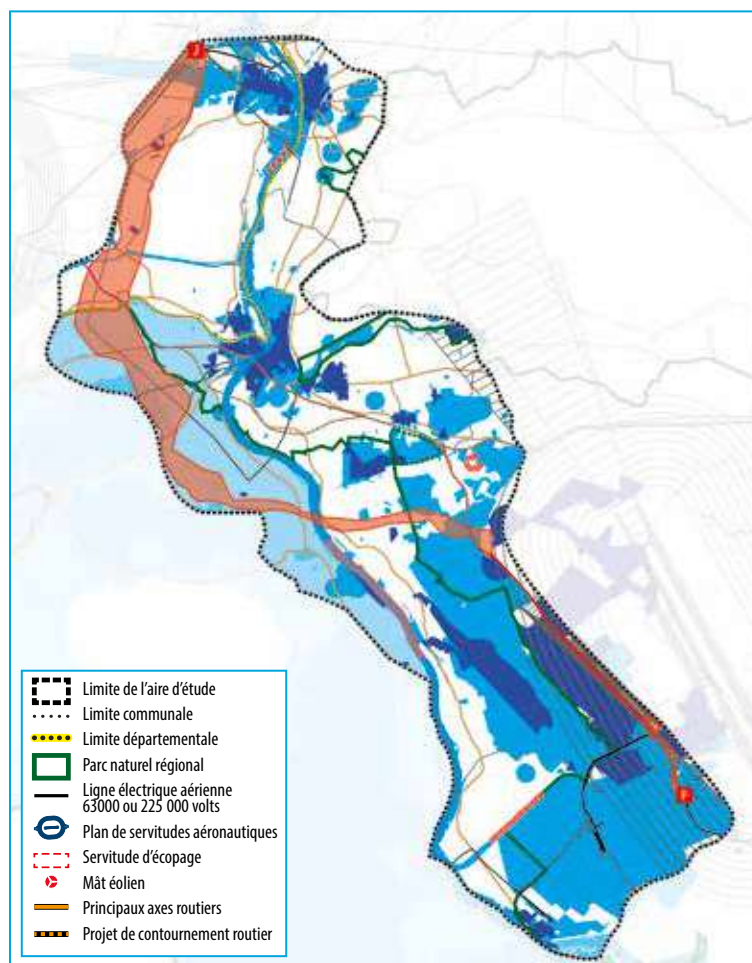 Limite de l'aire d'étude
Limite communale
Limite départementale
Parc naturel régional
Ligne électrique aérienne
63000 ou 225 000 volts
Plan de servitudes aéronautiques
Servitude d'écopage
Mât éolien
Principaux axes routiers
Projet de contournement routier